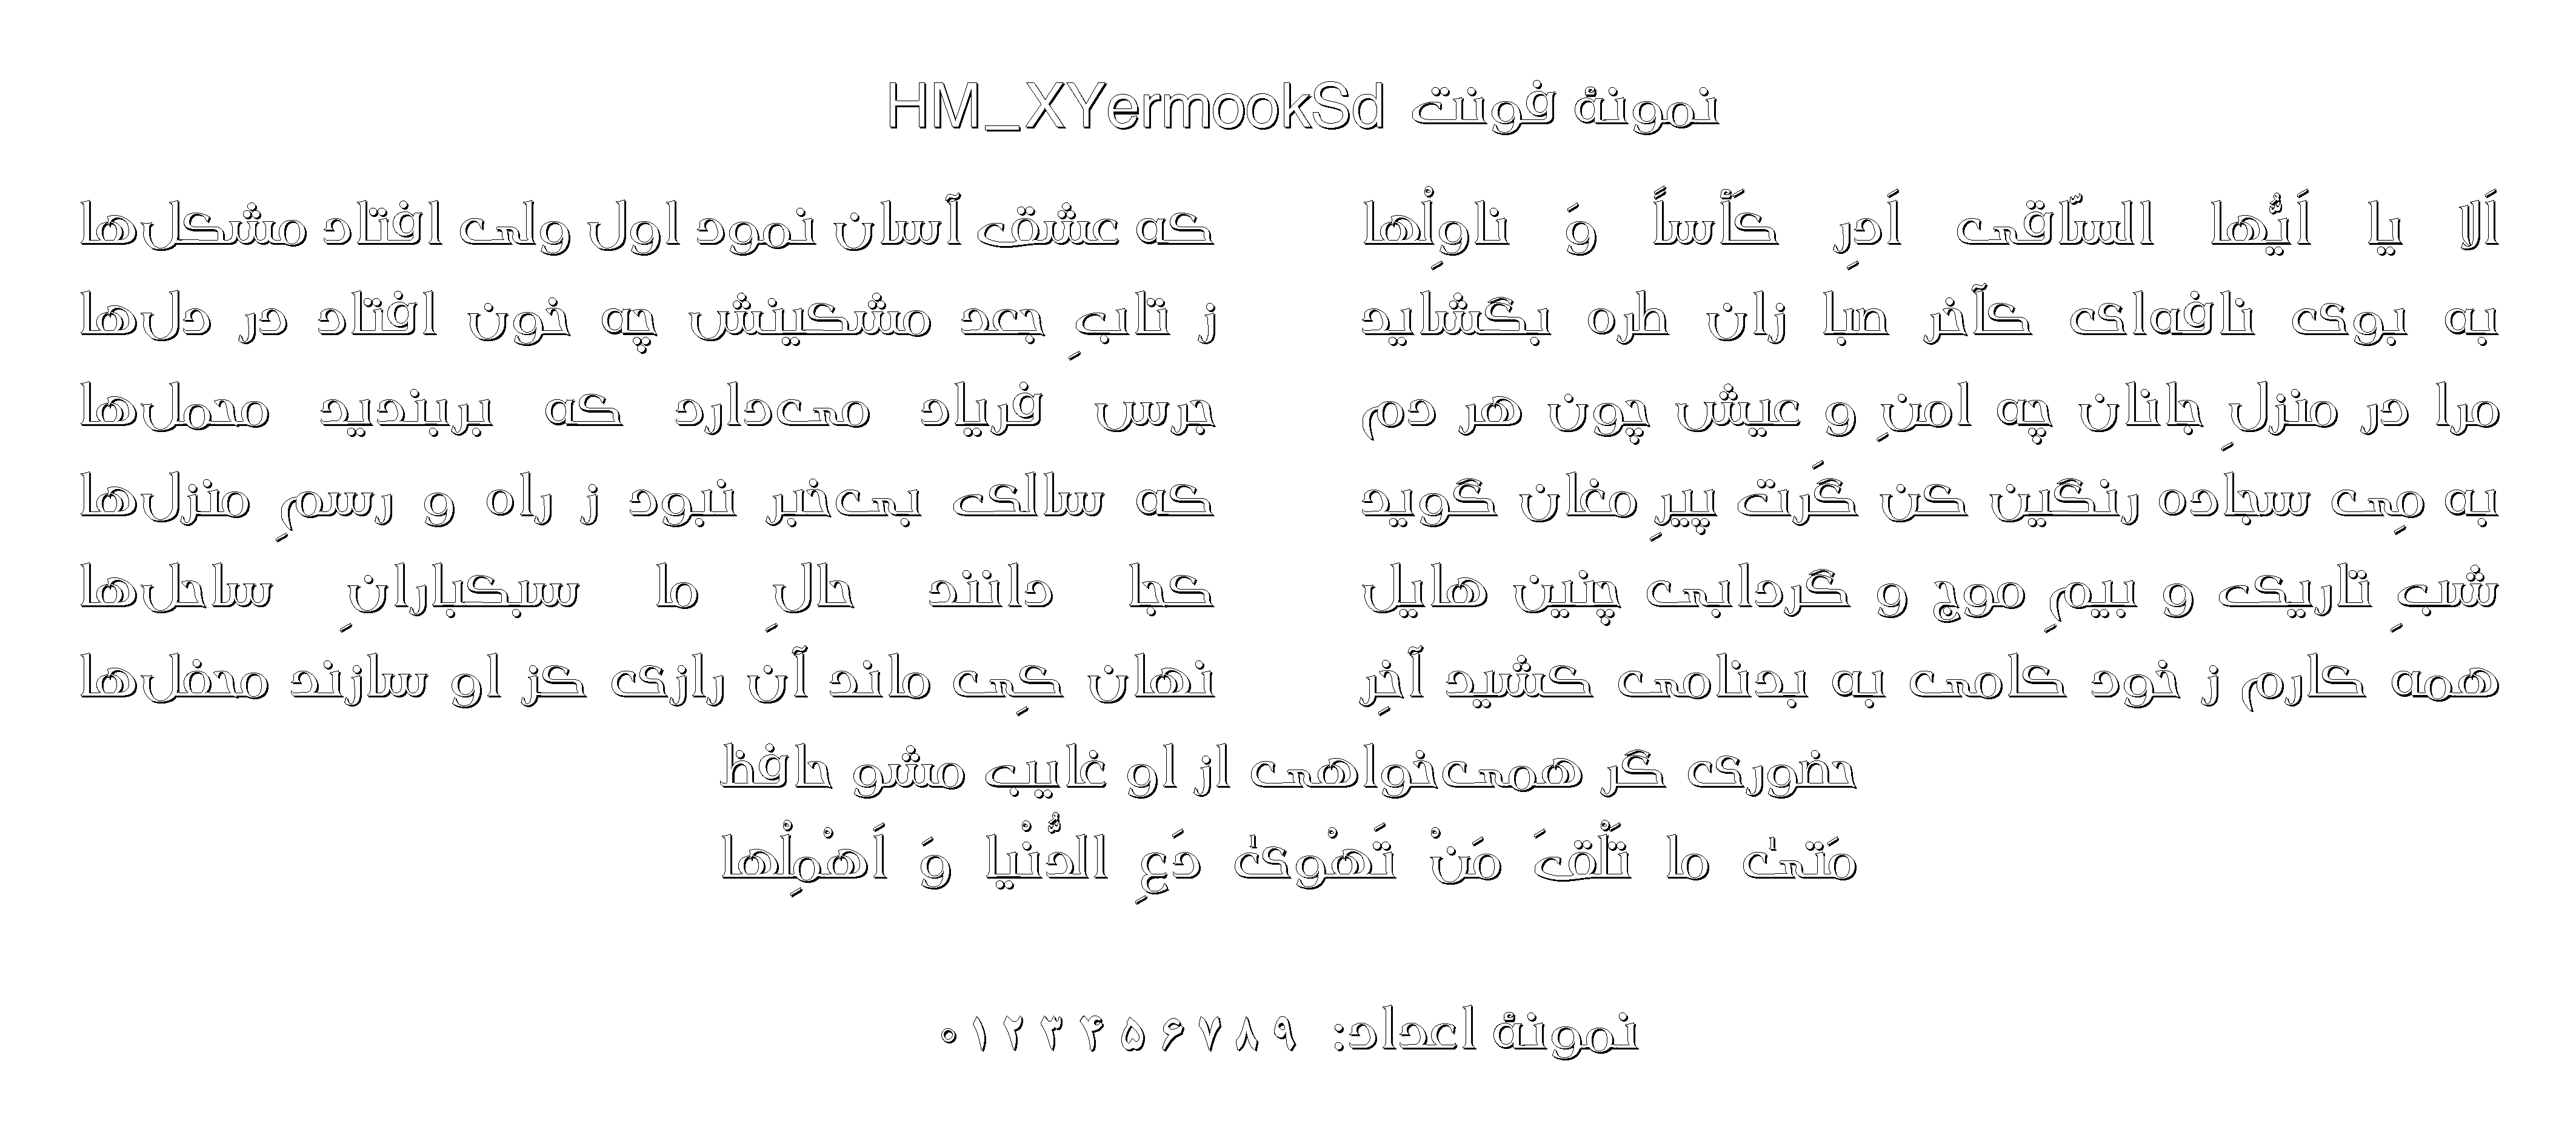 نمونهٔ فونت HM_XYermookSd
اَلا یا اَیُّها السّاقی اَدِرِ کَأْساً وَ ناوِلْها که عشق آسان نمود اول ولی افتاد مشکل‌ها
به بوی نافه‌ای کآخر صبا زان طره بگشاید ز تابِ جعد مشکینش چه خون افتاد در دل‌ها
مرا در منزلِ جانان چه امنِ و عیش چون هر دم جرس فریاد می‌دارد که بربندید محمل‌ها
به مِی سجاده رنگین کن گَرت پیرِ مغان گوید که سالک بی‌خبر نبود ز راه و رسمِ منزل‌ها
شبِ تاریک و بیمِ موج و گردابی چنین هایل کجا دانند حالِ ما سبکبارانِ ساحل‌ها
همه کارم ز خود کامی به بدنامی کشید آخِر نهان کِی ماند آن رازی کز او سازند محفل‌ها
حضوری گر همی‌خواهی از او غایب مشو حافظ
مَتیٰ ما تَلْقَ مَنْ تَهْویٰ دَعِ الدُّنْیا وَ اَهْمِلْها
نمونهٔ اعداد: ۰۱۲۳۴۵۶۷۸۹